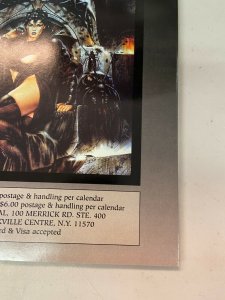 postage & handling per calendar
$6.00 postage & handling per calendar
AL, 100 MERRICK RD. STE. 400
KVILLE CENTRE, N.Y. 11570
rd & Visa accepted